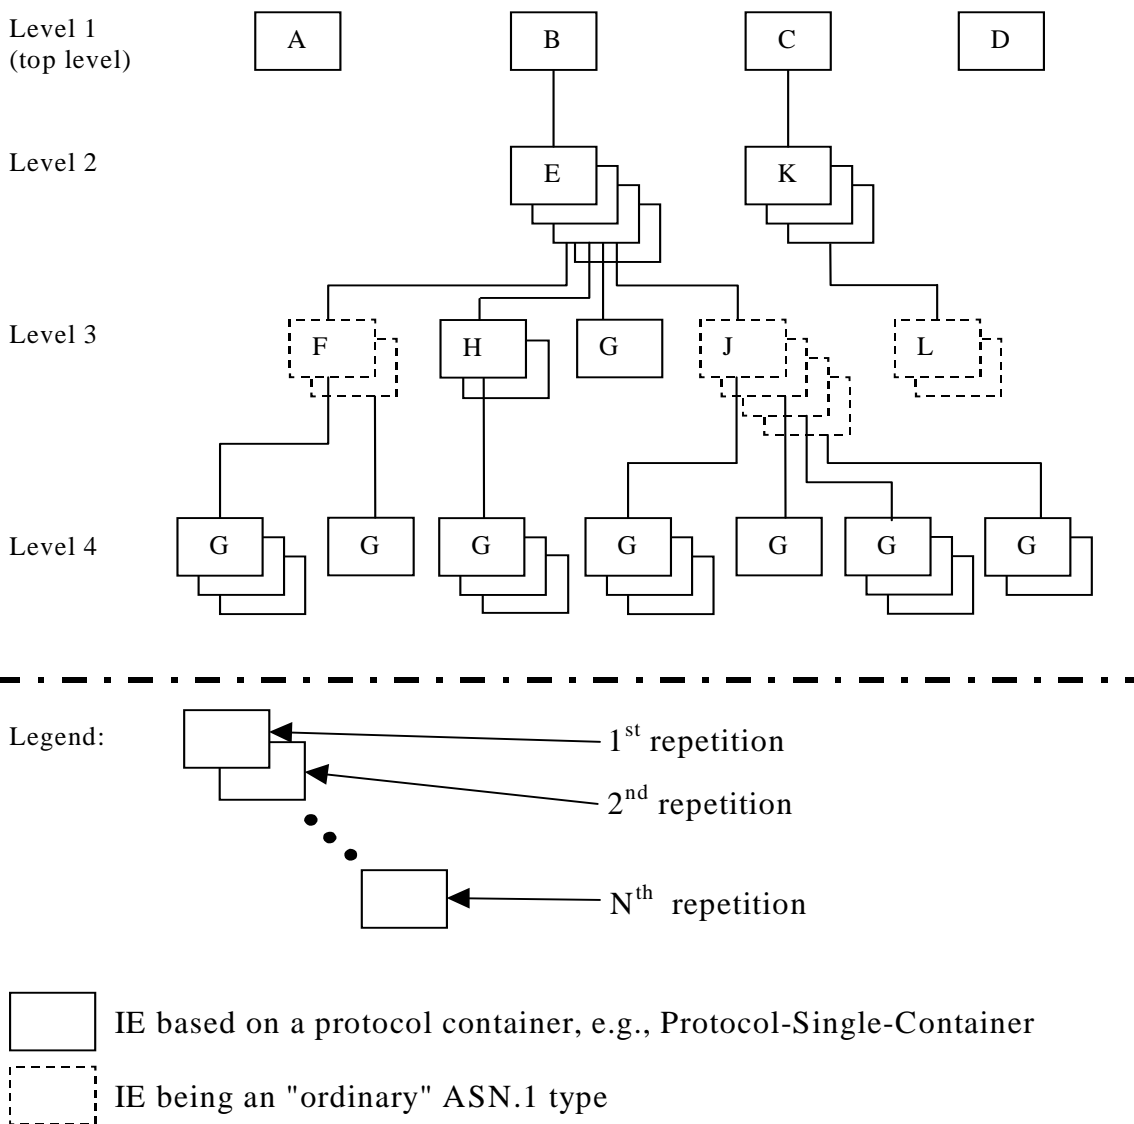 Level 1
(top level)
A
B
C
D
Level 2
E
K
Level 3
F
H
G
J
L
Level 4
G
G
G
G
G
G
G
Legend:
1st repetition
2nd repetition
Nth repetition
IE based on a protocol container, e.g., Protocol-Single-Container
IE being an "ordinary" ASN.1 type